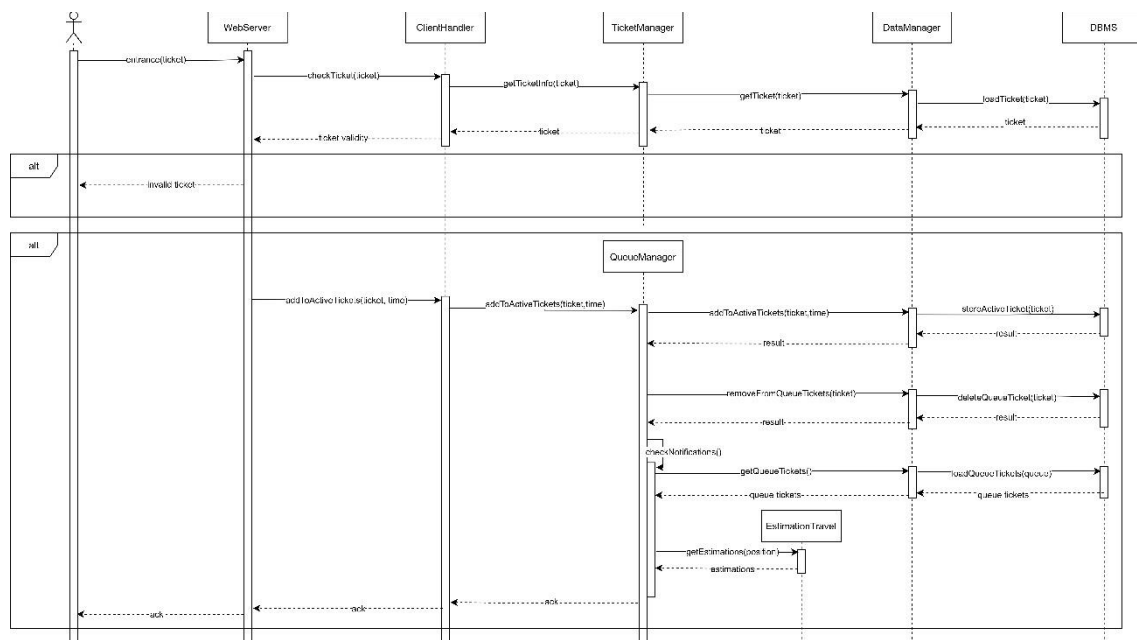 WebServer
ClientHandler
TicketManager
DataManager
DBMS
entrance(ticket)
checkTicket(ticket)
getTicketInfo(ticket)
getTicket(ticket)
loadTicket(ticket)
ticket
ticket
ticket
ticket validity
alt
invalid ticket
alt
QueueManager
addToActiveTickets(ticket, time)
addToActiveTickets(ticket,time)
addToActiveTickets(ticket,time)
storeActiveTicket(ticket)
result
result
removeFromQueueTickets(ticket)
deleteQueueTicket(ticket)
result
result
checkNotifications()
getQueueTickets()
loadQueueTickets(queue)
queue tickets
queue tickets
EstimationTravel
getEstimations(position)
estimations
ack
ack
ack